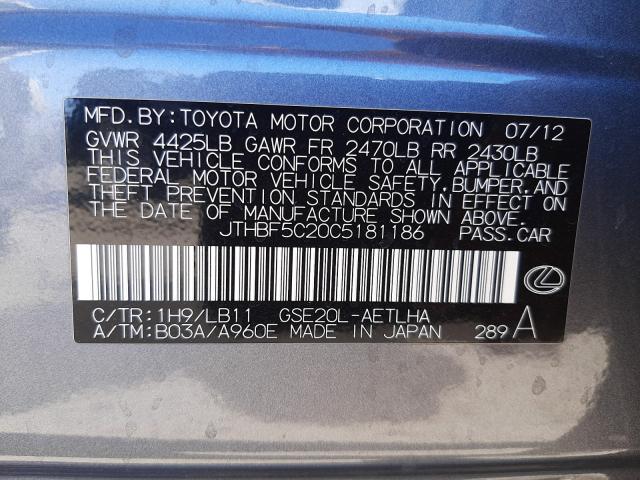 MFD.BY:TOYOTA MOTOR CORPORATION 07/12
GVWR 4425LB GAWR FR 2470LB RR 2430LB
THIS VEHICLE CONFORMS TO ALL APPLICABLE
FEDERAL MOTOR VEHICLE SAFETY,BUMPER,AND
THEFT PREVENTION STANDARDS IN EFFECT ON
THE DATE OF MANUFACTURE SHOWN ABOVE.
JTHBF5C20C5181186 PASS.CAR
C/TR:1H9/LB11 GSE20L-AETLHA
A/TM:B03A/A960E MADE IN JAPAN 289 A